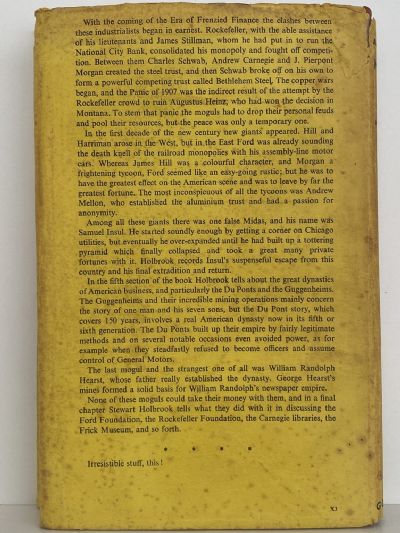 With the coming of the Era of Frenzied Finance the clashes between
these industrialists began in earnest. Rockefeller, with the able assistance
of his lieutenants and James Stillman, whom he had put in to run the
National City Bank, consolidated his monopoly and fought off competi-
tion. Between them Charles Schwab, Andrew Carnegie and J. Pierpont
Morgan created the steel trust, and then Schwab broke off on his own to
form a powerful competing trust called Bethlehem Steel. The copper wars
began, and the Panic of 1907 was the indirect result of the attempt by the
Rockefeller crowd to ruin Augustus Heinz, who had won the decision in
Montana. To stem that panic the moguls had to drop their personal feuds
and pool their resources, but the peace was only a temporary one.
In the first decade of the new century new giants appeared. Hill and
Harriman arose in the West, but in the East Ford was already sounding
the death knell of the railroad monopolies with his assembly-line motor
cars. Whereas James Hill was a colourful character, and Morgan a
frightening tycoon, Ford seemed like an easy-going rustic; but he was to
have the greatest effect on the American scene and was to leave by far the
greatest fortune. The most inconspicuous of all the tycoons was Andrew
Mellon, who established the aluminium trust and had a passion for
anonymity.
Among all these giants there was one false Midas, and his name was
Samuel Insul. He started soundly enough by getting a corner on Chicago
utilities, but eventually he over-expanded until he had built up a tottering
pyramid which finally collapsed and took a great many private
fortunes with it. Holbrook records Insul's suspenseful escape from this
country and his final extradition and return.
In the fifth section of the book Holbrook tells about the great dynasties
of American business, and particularly the Du Ponts and the Guggenheims.
The Guggenheims and their incredible mining operations mainly concern
the story of one man and his seven sons, but the Du Pont story, which
covers 150 years, involves a real American dynasty now in its fifth or
sixth generation. The Du Ponts built up their empire by fairly legitimate
methods and on several notable occasions even avoided power, as for
example when they steadfastly refused to become officers and assume
control of General Motors.
The last mogul and the strangest one of all was William Randolph
Hearst, whose father really established the dynasty. George Hearst's
mines formed a solid basis for William Randolph's newspaper empire.
None of these moguls could take their money with them, and in a final
chapter Stewart Holbrook tells what they did with it in discussing the
Ford Foundation, the Rockefeller Foundation, the Carnegie libraries, the
Frick Museum, and so forth.
* * * *
Irresistible stuff, this!